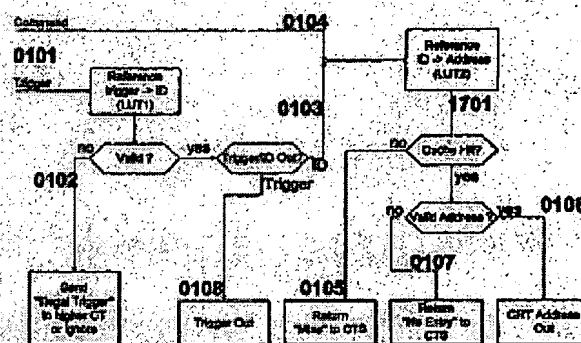 Command
0104
0101
Trigger
Reference
Trigger -> ID
(LUT1)
Reference
ID -> Address
(LUT2)
0103
1701
no
Valid ?
yes
Trigger/ID Out?
ID
no
Cache Hit?
0102
Trigger
yes
no
Valid Address ?
yes
0106
0108
0105
0107
Send
"Illegal Trigger"
to higher CT
or Ignore
Trigger Out
Return
"Miss" to CTS
Return
"No Entry" to
CTS
CRT Address
Out